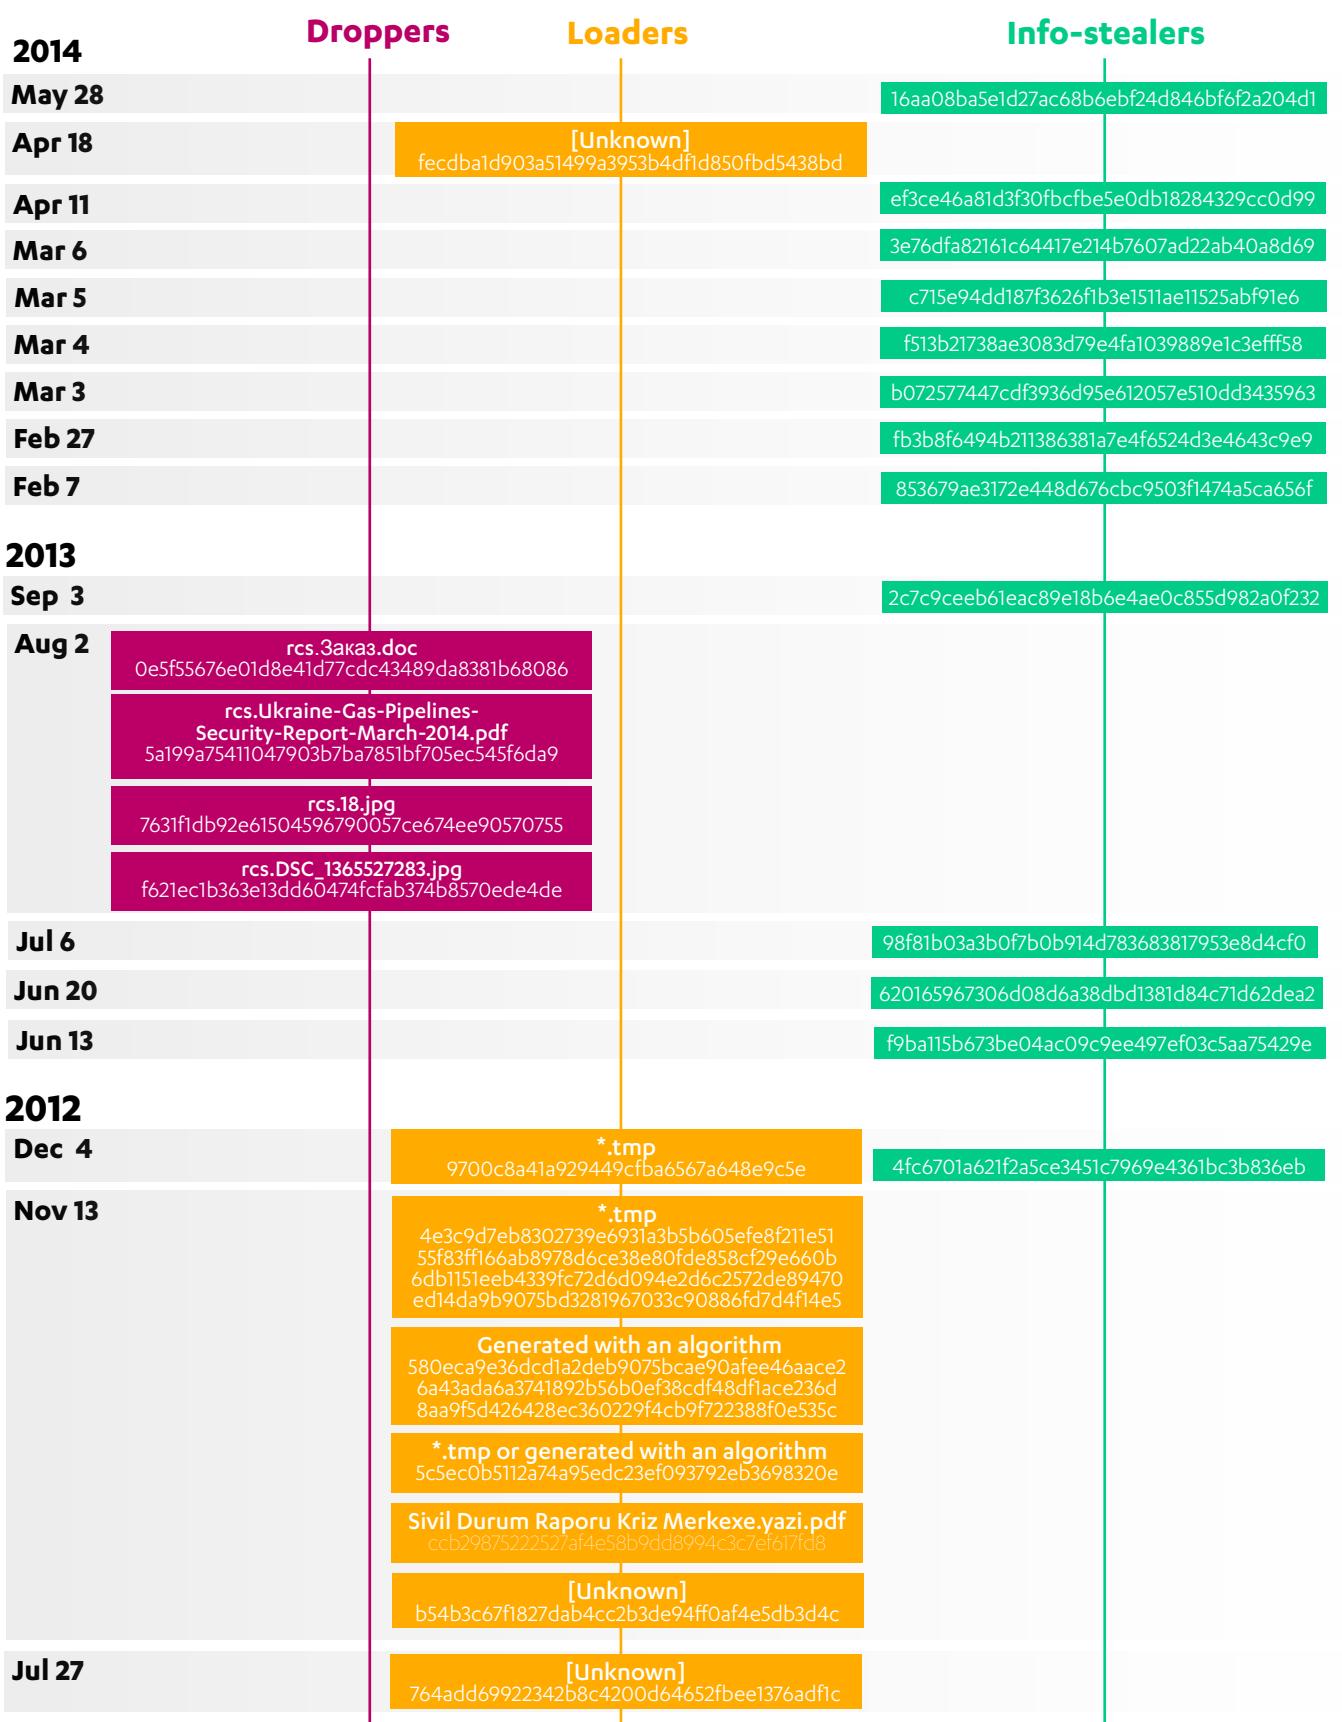 Droppers
Loaders
Info-stealers
2014
May 28
16aa08ba5e1d27ac68b6ebf24d846bf6f2a204d1
Apr 18
[Unknown]
fecdba1d903a51499a3953b4df1d850fbd5438bd
Apr 11
ef3ce46a81d3f30fbcfbe5e0db18284329cc0d99
Mar 6
3e76dfa82161c64417e214b7607ad22ab40a8d69
Mar 5
c715e94dd187f3626f1b3e1511ae11525abf91e6
Mar 4
f513b21738ae3083d79e4fa1039889e1c3efff58
Mar 3
b072577447cdf3936d95e612057e510dd3435963
Feb 27
fb3b8f6494b211386381a7e4f6524d3e4643c9e9
Feb 7
853679ae3172e448d676cbc9503f1474a5ca656f
2013
Sep 3
2c7c9ceeb61eac89e18b6e4ae0c855d982a0f232
Aug 2
rcs.Заказ.doc
0e5f55676e01d8e41d77cdc43489da8381b68086
rcs.Ukraine-Gas-Pipelines-
Security-Report-March-2014.pdf
5a199a75411047903b7ba7851bf705ec545f6da9
rcs.18.jpg
7631f1db92e61504596790057ce674ee90570755
rcs.DSC_1365527283.jpg
f621ec1b363e13dd60474fcfab374b8570ede4de
Jul 6
98f81b03a3b0f7b0b914d783683817953e8d4cf0
Jun 20
620165967306d08d6a38dbd1381d84c71d62dea2
Jun 13
f9ba115b673be04ac09c9ee497ef03c5aa75429e
2012
Dec 4
*.tmp
9700c8a41a929449cfba6567a648e9c5e
4fc6701a621f2a5ce3451c7969e4361bc3b836eb
Nov 13
*.tmp
4e3c9d7eb8302739e6931a3b5b605efe8f211e51
55f83ff166ab8978d6ce38e80fde858cf29e660b
6db1151eeb4339fc72d6d094e2d6c2572de89470
ed14da9b9075bd3281967033c90886fd7d4f14e5
Generated with an algorithm
580eca9e36dcd1a2deb9075bcae90afee46aace2
6a43ada6a3741892b56b0ef38cdf48df1ace236d
8aa9f5d426428ec360229f4cb9f722388f0e535c
*.tmp or generated with an algorithm
5c5ec0b5112a74a95edc23ef093792eb3698320e
Sivil Durum Raporu Kriz Merkexe.yazi.pdf
ccb29875222527af4e58b9dd8994c3c7ef617fd8
[Unknown]
b54b3c67f1827dab4cc2b3de94ff0af4e5db3d4c
Jul 27
[Unknown]
764add69922342b8c4200d64652fbee1376adf1c